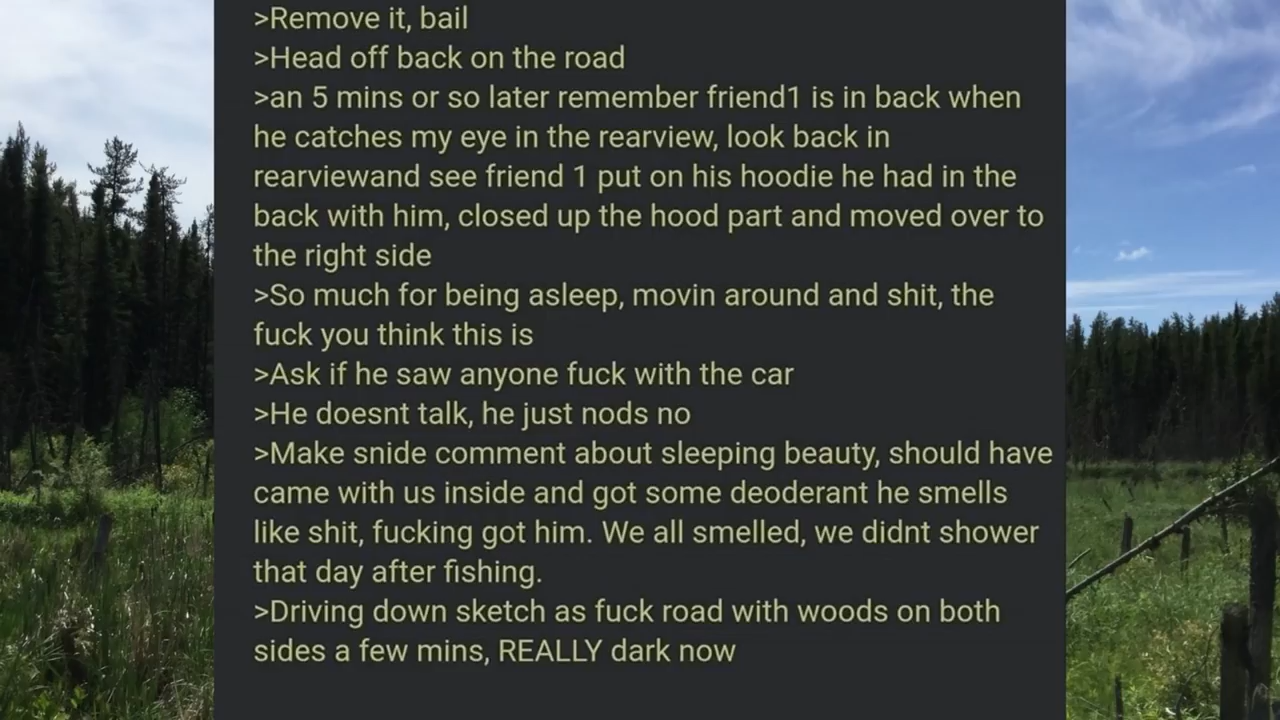 >Remove it, bail
>Head off back on the road
>an 5 mins or so later remember friend1 is in back when
he catches my eye in the rearview, look back in
rearviewand see friend 1 put on his hoodie he had in the
back with him, closed up the hood part and moved over to
the right side
>So much for being asleep, movin around and shit, the
fuck you think this is
>Ask if he saw anyone fuck with the car
>He doesnt talk, he just nods no
>Make snide comment about sleeping beauty, should have
came with us inside and got some deoderant he smells
like shit, fucking got him. We all smelled, we didnt shower
that day after fishing.
>Driving down sketch as fuck road with woods on both
sides a few mins, REALLY dark now